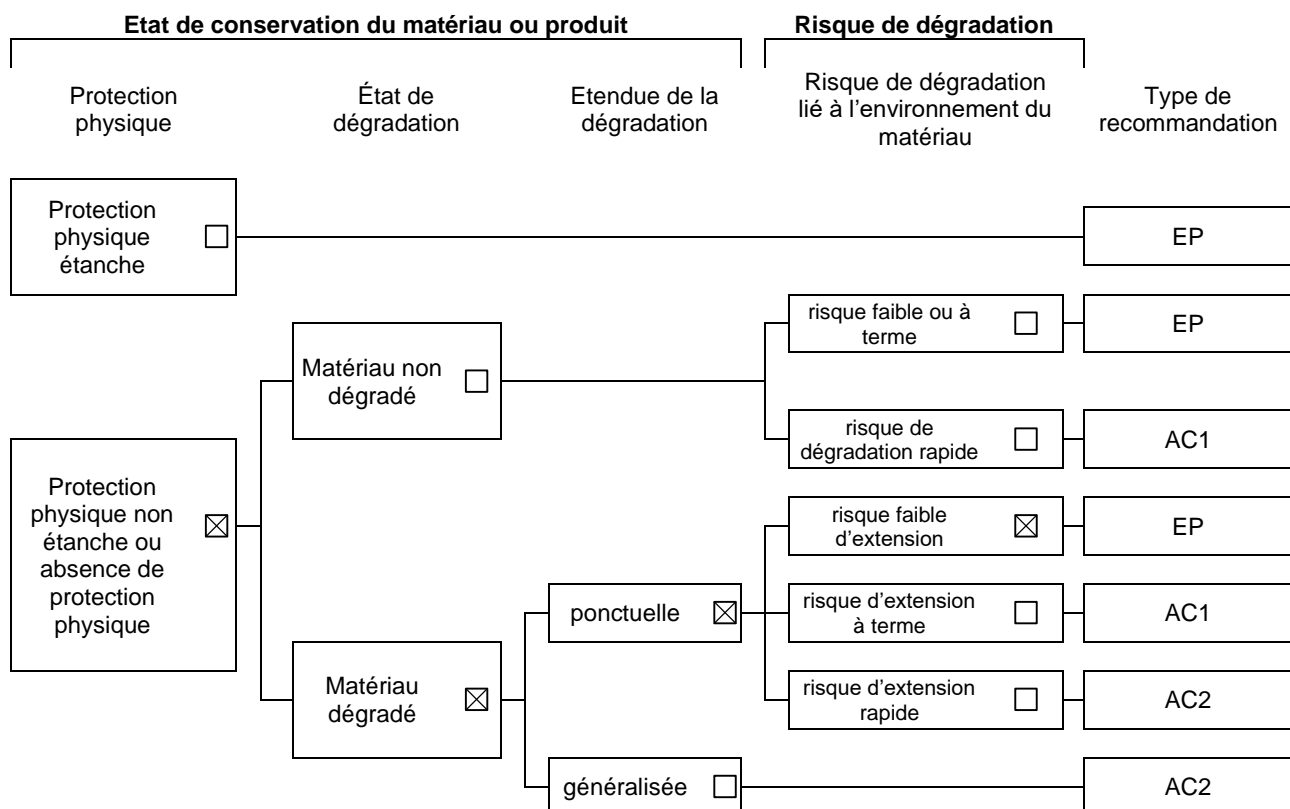 Etat de conservation du matériau ou produit
Risque de dégradation
Protection
physique
État de
dégradation
Etendue de la
dégradation
Risque de dégradation
lié à l'environnement du
matériau
Type de
recommandation
Protection
physique
étanche
EP
risque faible ou à
terme
EP
Matériau non
dégradé
risque de
dégradation rapide
AC1
Protection
physique non
étanche ou
absence de
protection
physique
risque faible
d'extension
EP
ponctuelle
risque d'extension
à terme
AC1
Matériau
dégradé
risque d'extension
rapide
AC2
généralisée
AC2